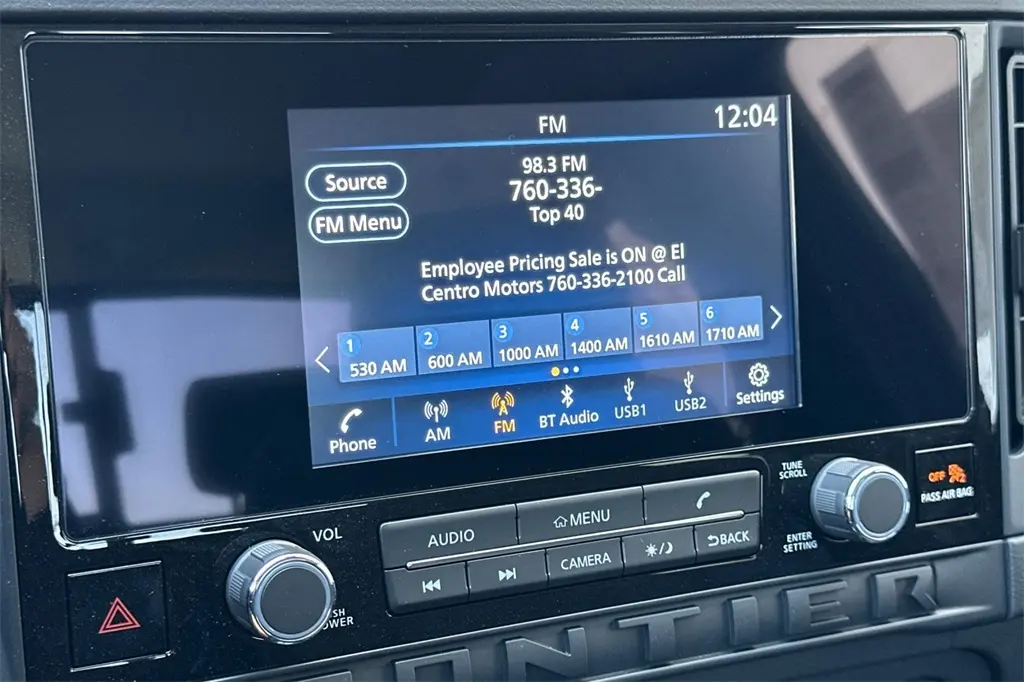 FM
12:04
Source
98.3 FM
760-336-
FM Menu
Top 40
Employee Pricing Sale is ON @ El
Centro Motors 760-336-2100 Call
1 2 3 4 5 6
530 AM 600 AM 1000 AM 1400 AM 1610 AM 1710 AM
Phone AM FM BT Audio USB1 USB2 Settings
TUNE
SCROLL
OFF
PASS AIR BAG
VOL
AUDIO MENU
CAMERA BACK
ENTER
SETTING
ONTIER